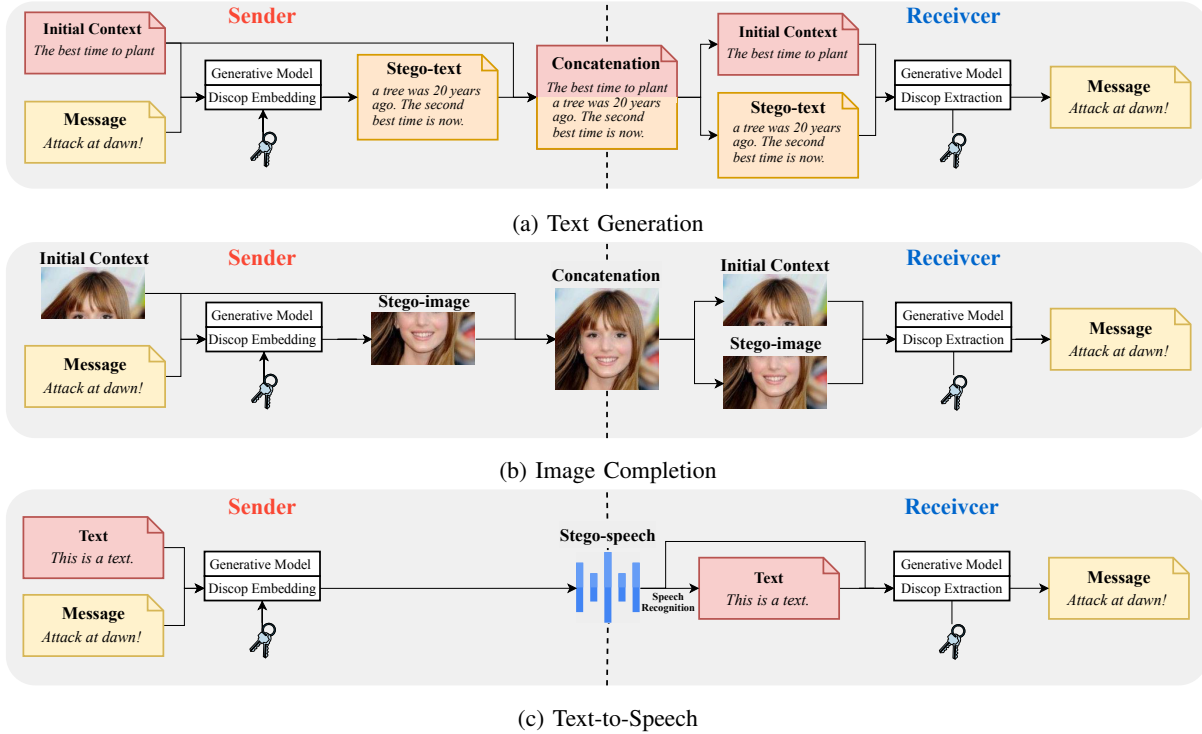 Sender
Receivcer
Initial Context
The best time to plant
Message
Attack at dawn!
Generative Model
Discop Embedding
Stego-text
a tree was 20 years
ago. The second
best time is now.
Concatenation
The best time to plant
a tree was 20 years
ago. The second
best time is now.
Initial Context
The best time to plant
Stego-text
a tree was 20 years
ago. The second
best time is now.
Generative Model
Discop Extraction
Message
Attack at dawn!
(a) Text Generation
Sender
Receivcer
Initial Context
Message
Attack at dawn!
Generative Model
Discop Embedding
Stego-image
Concatenation
Initial Context
Stego-image
Generative Model
Discop Extraction
Message
Attack at dawn!
(b) Image Completion
Sender
Receivcer
Text
This is a text.
Message
Attack at dawn!
Generative Model
Discop Embedding
Stego-speech
Speech
Recognition
Text
This is a text.
Generative Model
Discop Extraction
Message
Attack at dawn!
(c) Text-to-Speech